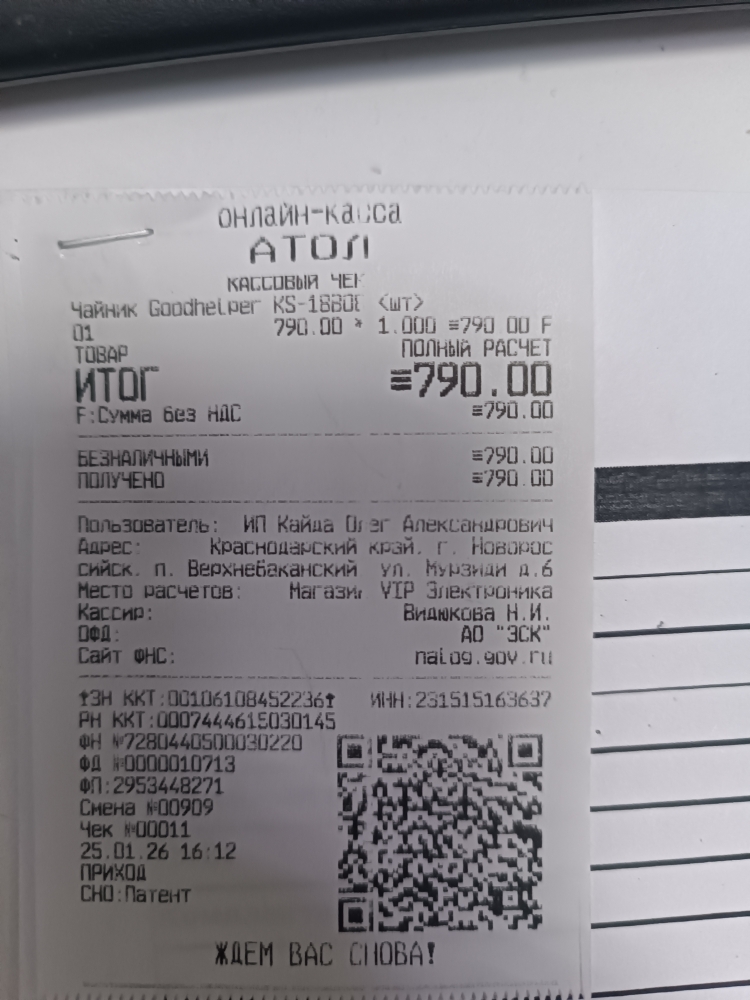 ОНЛАЙН-КАССА
АТОЛ
КАССОВЫЙ ЧЕК
Чайник Goodhelper KS-18B08 <шт>
01 790.00 * 1.000 ≡790.00 F
ТОВАР ПОЛНЫЙ РАСЧЕТ
ИТОГ ≡790.00
F:Сумма без НДС ≡790.00
БЕЗНАЛИЧНЫМИ ≡790.00
ПОЛУЧЕНО ≡790.00
Пользователь: ИП Кайда Олег Александрович
Адрес: Краснодарский край, г. Новорос
сийск, п. Верхнебаканский, ул. Мурзиди д.6
Место расчетов: Магазин VIP Электроника
Кассир: Видюкова Н.И.
ОФД: АО "ЭСК"
Сайт ФНС: nalog.gov.ru
↑ЗН ККТ:00106108452236↑ ИНН:231515163637
РН ККТ:0007444615030145
ФН №7280440500030220
ФД №0000010713
ФП:2953448271
Смена №00909
Чек №00011
25.01.26 16:12
ПРИХОД
СНО:Патент
ЖДЕМ ВАС СНОВА!